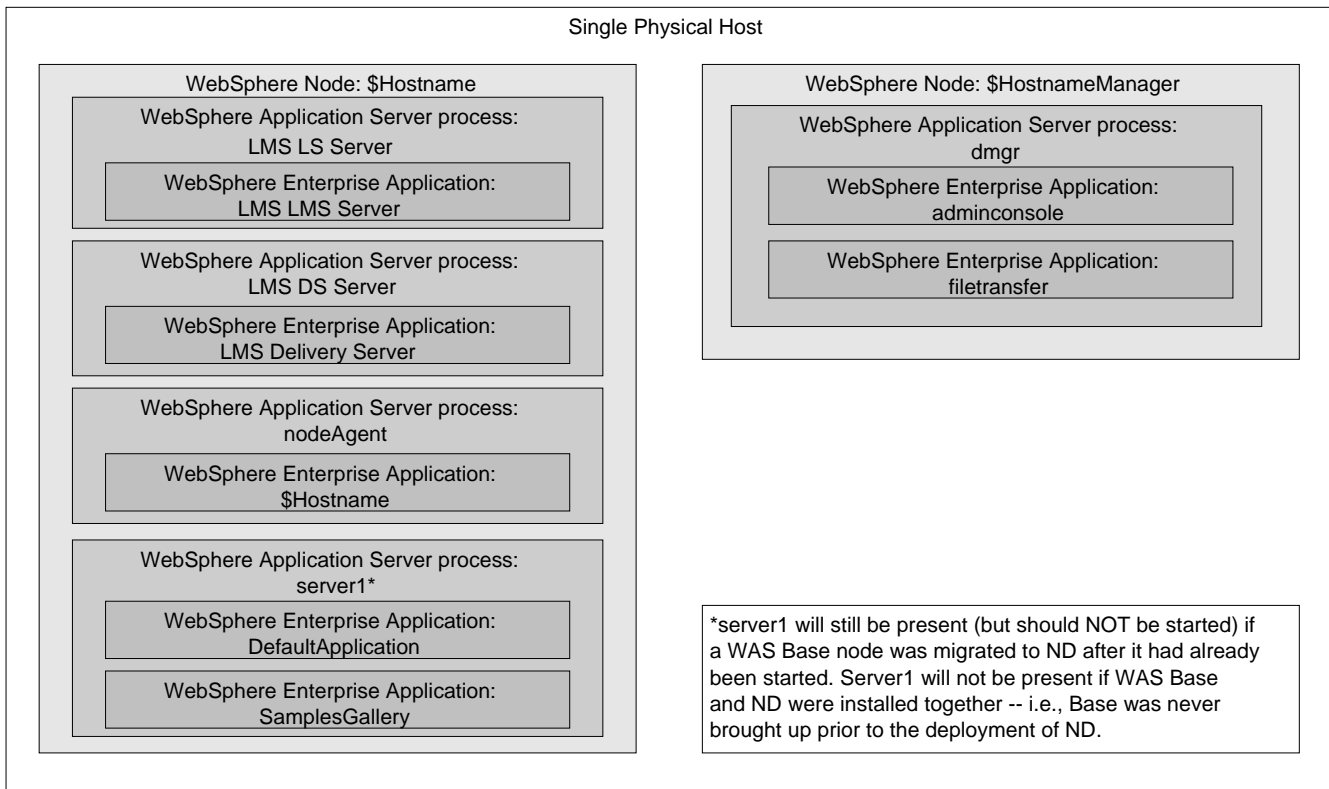 Single Physical Host
WebSphere Node: $Hostname
WebSphere Application Server process:
LMS LS Server
WebSphere Enterprise Application:
LMS LMS Server
WebSphere Application Server process:
LMS DS Server
WebSphere Enterprise Application:
LMS Delivery Server
WebSphere Application Server process:
nodeAgent
WebSphere Enterprise Application:
$Hostname
WebSphere Application Server process:
server1*
WebSphere Enterprise Application:
DefaultApplication
WebSphere Enterprise Application:
SamplesGallery
WebSphere Node: $HostnameManager
WebSphere Application Server process:
dmgr
WebSphere Enterprise Application:
adminconsole
WebSphere Enterprise Application:
filetransfer
*server1 will still be present (but should NOT be started) if
a WAS Base node was migrated to ND after it had already
been started. Server1 will not be present if WAS Base
and ND were installed together -- i.e., Base was never
brought up prior to the deployment of ND.